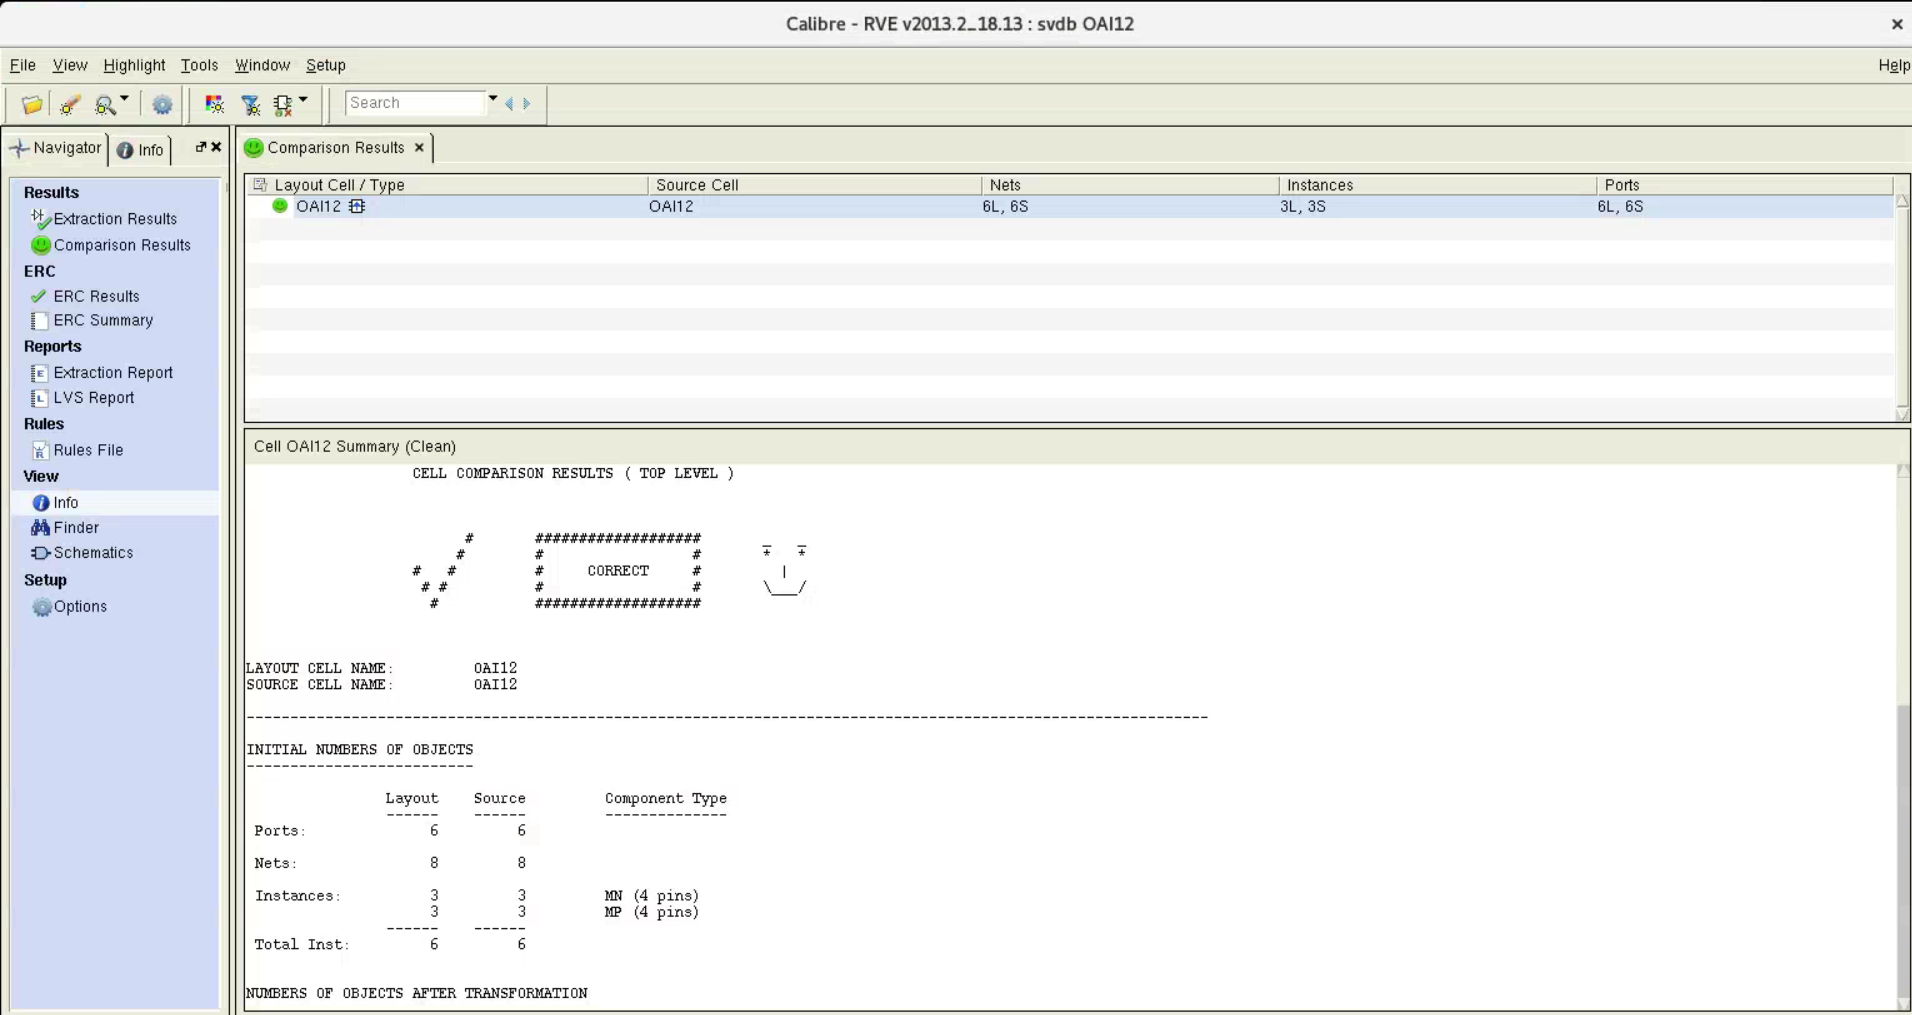 Calibre - RVE v2013.2_18.13 : svdb OAI12
File View Highlight Tools Window Setup Help
Search
Navigator Info
Comparison Results
Results
Extraction Results
Comparison Results
ERC
ERC Results
ERC Summary
Reports
Extraction Report
LVS Report
Rules
Rules File
View
Info
Finder
Schematics
Setup
Options
Layout Cell / Type Source Cell Nets Instances Ports
OAI12 OAI12 6L, 6S 3L, 3S 6L, 6S
Cell OAI12 Summary (Clean)
CELL COMPARISON RESULTS ( TOP LEVEL )
# ################### _ _
# # # * *
# # # CORRECT # |
# # # # \___/
# ###################
LAYOUT CELL NAME: OAI12
SOURCE CELL NAME: OAI12
--------------------------------------------------------------------------------------------------------------
INITIAL NUMBERS OF OBJECTS
--------------------------
Layout Source Component Type
------ ------ --------------
Ports: 6 6
Nets: 8 8
Instances: 3 3 MN (4 pins)
3 3 MP (4 pins)
------ ------
Total Inst: 6 6
NUMBERS OF OBJECTS AFTER TRANSFORMATION